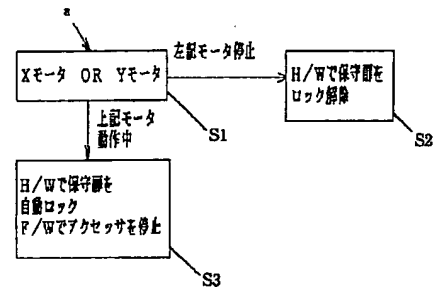 a
Xモータ OR Yモータ
左記モータ停止
H/Wで保守扉を
ロック解除
S1
S2
上記モータ
動作中
H/Wで保守扉を
自動ロック
F/Wでアクセッサを停止
S3